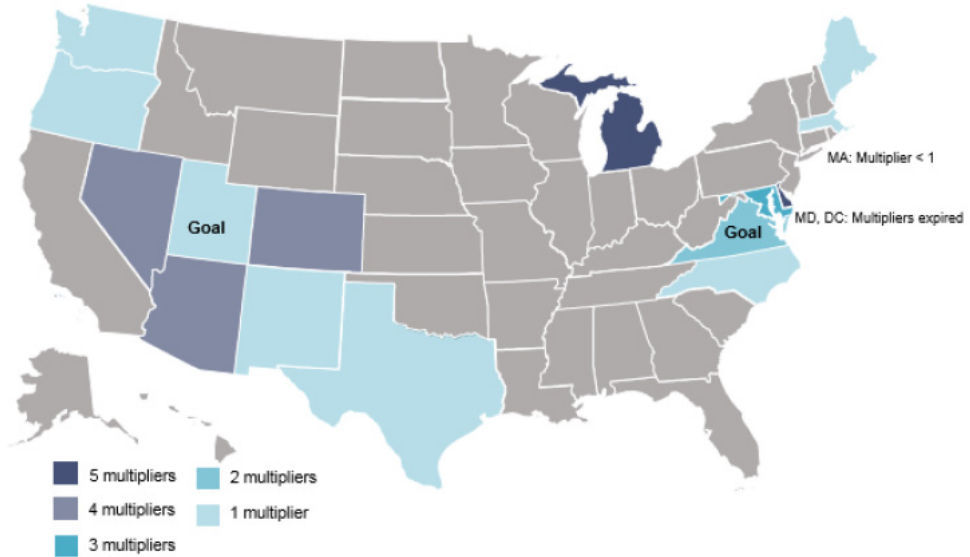 MA: Multiplier < 1
MD, DC: Multipliers expired
Goal
Goal
5 multipliers
2 multipliers
4 multipliers
1 multiplier
3 multipliers